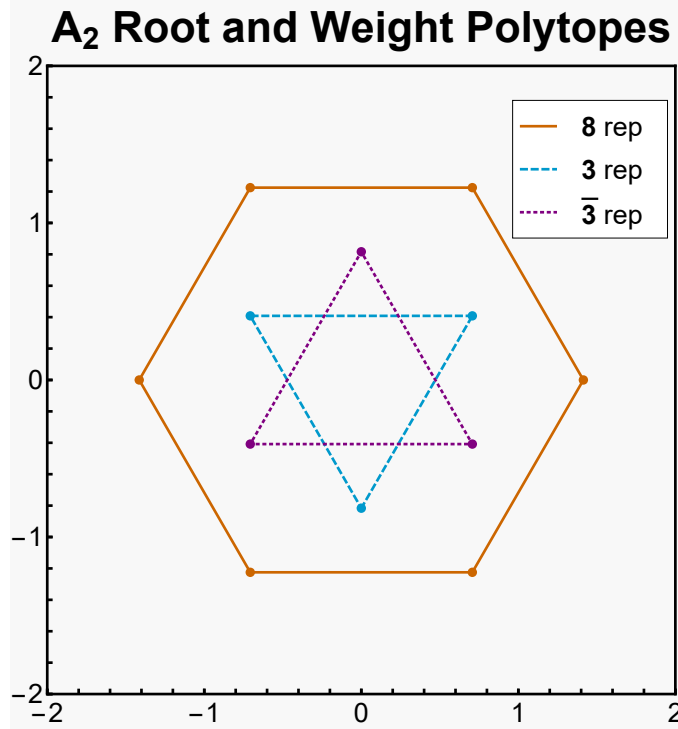 A₂ Root and Weight Polytopes
2
8 rep
3 rep
3̅ rep
1
0
−1
−2
−2 −1 0 1 2